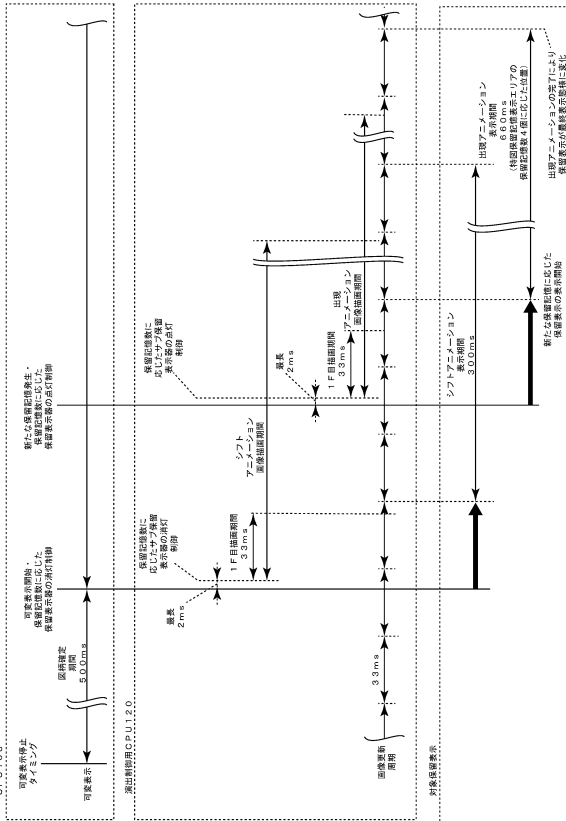 可変表示停止
タイミング
可変表示
図柄確定
期間
500ms
可変表示開始・
保留記憶数に応じた
保留表示器の消灯制御
新たな保留記憶発生・
保留記憶数に応じた
保留表示器の点灯制御
演出制御用CPU120
最長
2ms
保留記憶数に
応じたサブ保留
表示器の消灯
制御
1F目描画期間
33ms
シフト
アニメーション
画像描画期間
最長
2ms
保留記憶数に
応じたサブ保留
表示器の点灯
制御
1F目描画期間
33ms
出現
アニメーション
画像描画期間
画像更新
周期
33ms
対象保留表示
シフトアニメーション
表示期間
300ms
新たな保留記憶に応じた
保留表示の表示開始
出現アニメーション
表示期間
660ms
(特図保留記憶表示エリアの
保留記憶数4個に応じた位置)
出現アニメーションの完了により
保留表示が最終表示態様に変化